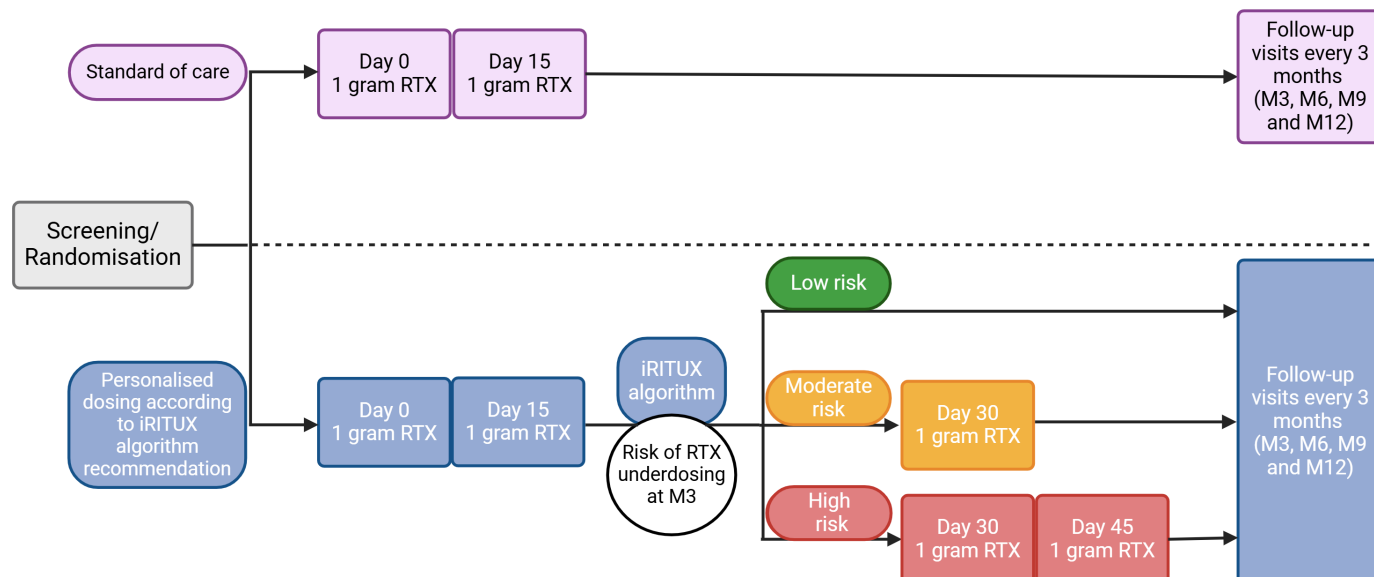 Standard of care
Day 0
1 gram RTX
Day 15
1 gram RTX
Follow-up
visits every 3
months
(M3, M6, M9
and M12)
Screening/
Randomisation
Personalised
dosing according
to iRITUX
algorithm
recommendation
Day 0
1 gram RTX
Day 15
1 gram RTX
iRITUX
algorithm
Risk of RTX
underdosing
at M3
Low risk
Moderate
risk
Day 30
1 gram RTX
High
risk
Day 30
1 gram RTX
Day 45
1 gram RTX
Follow-up
visits every 3
months
(M3, M6, M9
and M12)